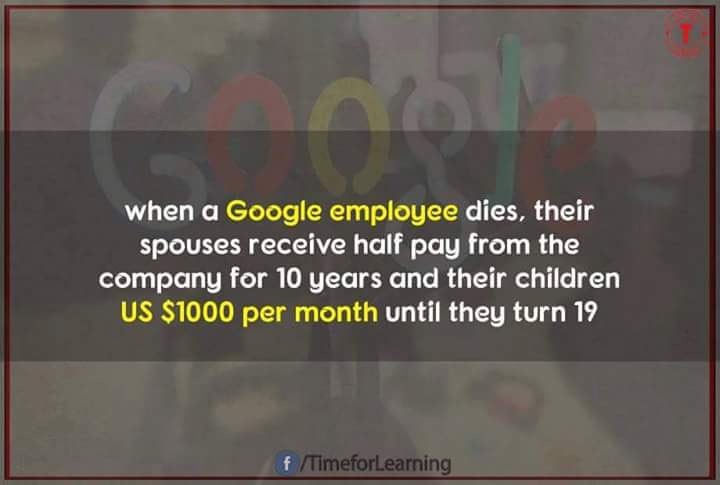 T
Google
when a Google employee dies, their
spouses receive half pay from the
company for 10 years and their children
US $1000 per month until they turn 19
f /TimeforLearning